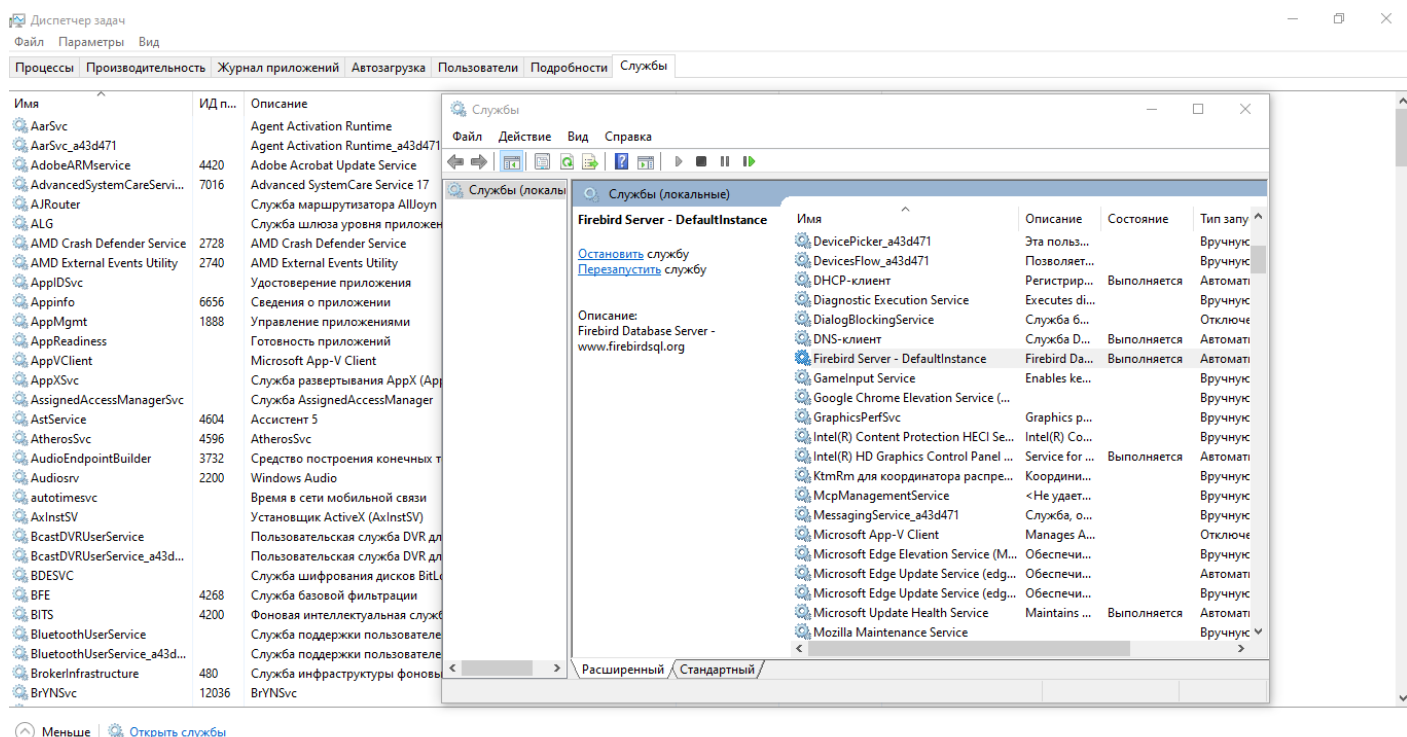 Диспетчер задач
Файл Параметры Вид
Процессы Производительность Журнал приложений Автозагрузка Пользователи Подробности Службы
Имя ИД п... Описание
AarSvc Agent Activation Runtime
AarSvc_a43d471 Agent Activation Runtime_a43d471
AdobeARMservice 4420 Adobe Acrobat Update Service
AdvancedSystemCareServi... 7016 Advanced SystemCare Service 17
AJRouter Служба маршрутизатора AllJoyn
ALG Служба шлюза уровня приложен
AMD Crash Defender Service 2728 AMD Crash Defender Service
AMD External Events Utility 2740 AMD External Events Utility
AppIDSvc Удостоверение приложения
Appinfo 6656 Сведения о приложении
AppMgmt 1888 Управление приложениями
AppReadiness Готовность приложений
AppVClient Microsoft App-V Client
AppXSvc Служба развертывания AppX (App
AssignedAccessManagerSvc Служба AssignedAccessManager
AstService 4604 Ассистент 5
AtherosSvc 4596 AtherosSvc
AudioEndpointBuilder 3732 Средство построения конечных т
Audiosrv 2200 Windows Audio
autotimesvc Время в сети мобильной связи
AxInstSV Установщик ActiveX (AxInstSV)
BcastDVRUserService Пользовательская служба DVR дл
BcastDVRUserService_a43d... Пользовательская служба DVR дл
BDESVC Служба шифрования дисков BitLo
BFE 4268 Служба базовой фильтрации
BITS 4200 Фоновая интеллектуальная служб
BluetoothUserService Служба поддержки пользователе
BluetoothUserService_a43d... Служба поддержки пользователе
BrokerInfrastructure 480 Служба инфраструктуры фоновы
BrYNSvc 12036 BrYNSvc
Меньше Открыть службы
Службы
Файл Действие Вид Справка
Службы (локалы
Службы (локальные)
Firebird Server - DefaultInstance
Остановить службу
Перезапустить службу
Описание:
Firebird Database Server -
www.firebirdsql.org
Имя Описание Состояние Тип запу
DevicePicker_a43d471 Эта польз... Вручнук
DevicesFlow_a43d471 Позволяет... Вручнук
DHCP-клиент Регистрир... Выполняется Автомати
Diagnostic Execution Service Executes di... Вручнук
DialogBlockingService Служба б... Отключе
DNS-клиент Служба D... Выполняется Автомати
Firebird Server - DefaultInstance Firebird Da... Выполняется Автомати
GameInput Service Enables ke... Вручнук
Google Chrome Elevation Service (... Вручнук
GraphicsPerfSvc Graphics p... Вручнук
Intel(R) Content Protection HECI Se... Intel(R) Co... Вручнук
Intel(R) HD Graphics Control Panel ... Service for ... Выполняется Автомати
KtmRm для координатора распре... Координи... Вручнук
McpManagementService <Не удает... Вручнук
MessagingService_a43d471 Служба, о... Вручнук
Microsoft App-V Client Manages A... Отключе
Microsoft Edge Elevation Service (M... Обеспечи... Вручнук
Microsoft Edge Update Service (edg... Обеспечи... Автомати
Microsoft Edge Update Service (edg... Обеспечи... Вручнук
Microsoft Update Health Service Maintains ... Выполняется Автомати
Mozilla Maintenance Service Вручнук
Расширенный Стандартный